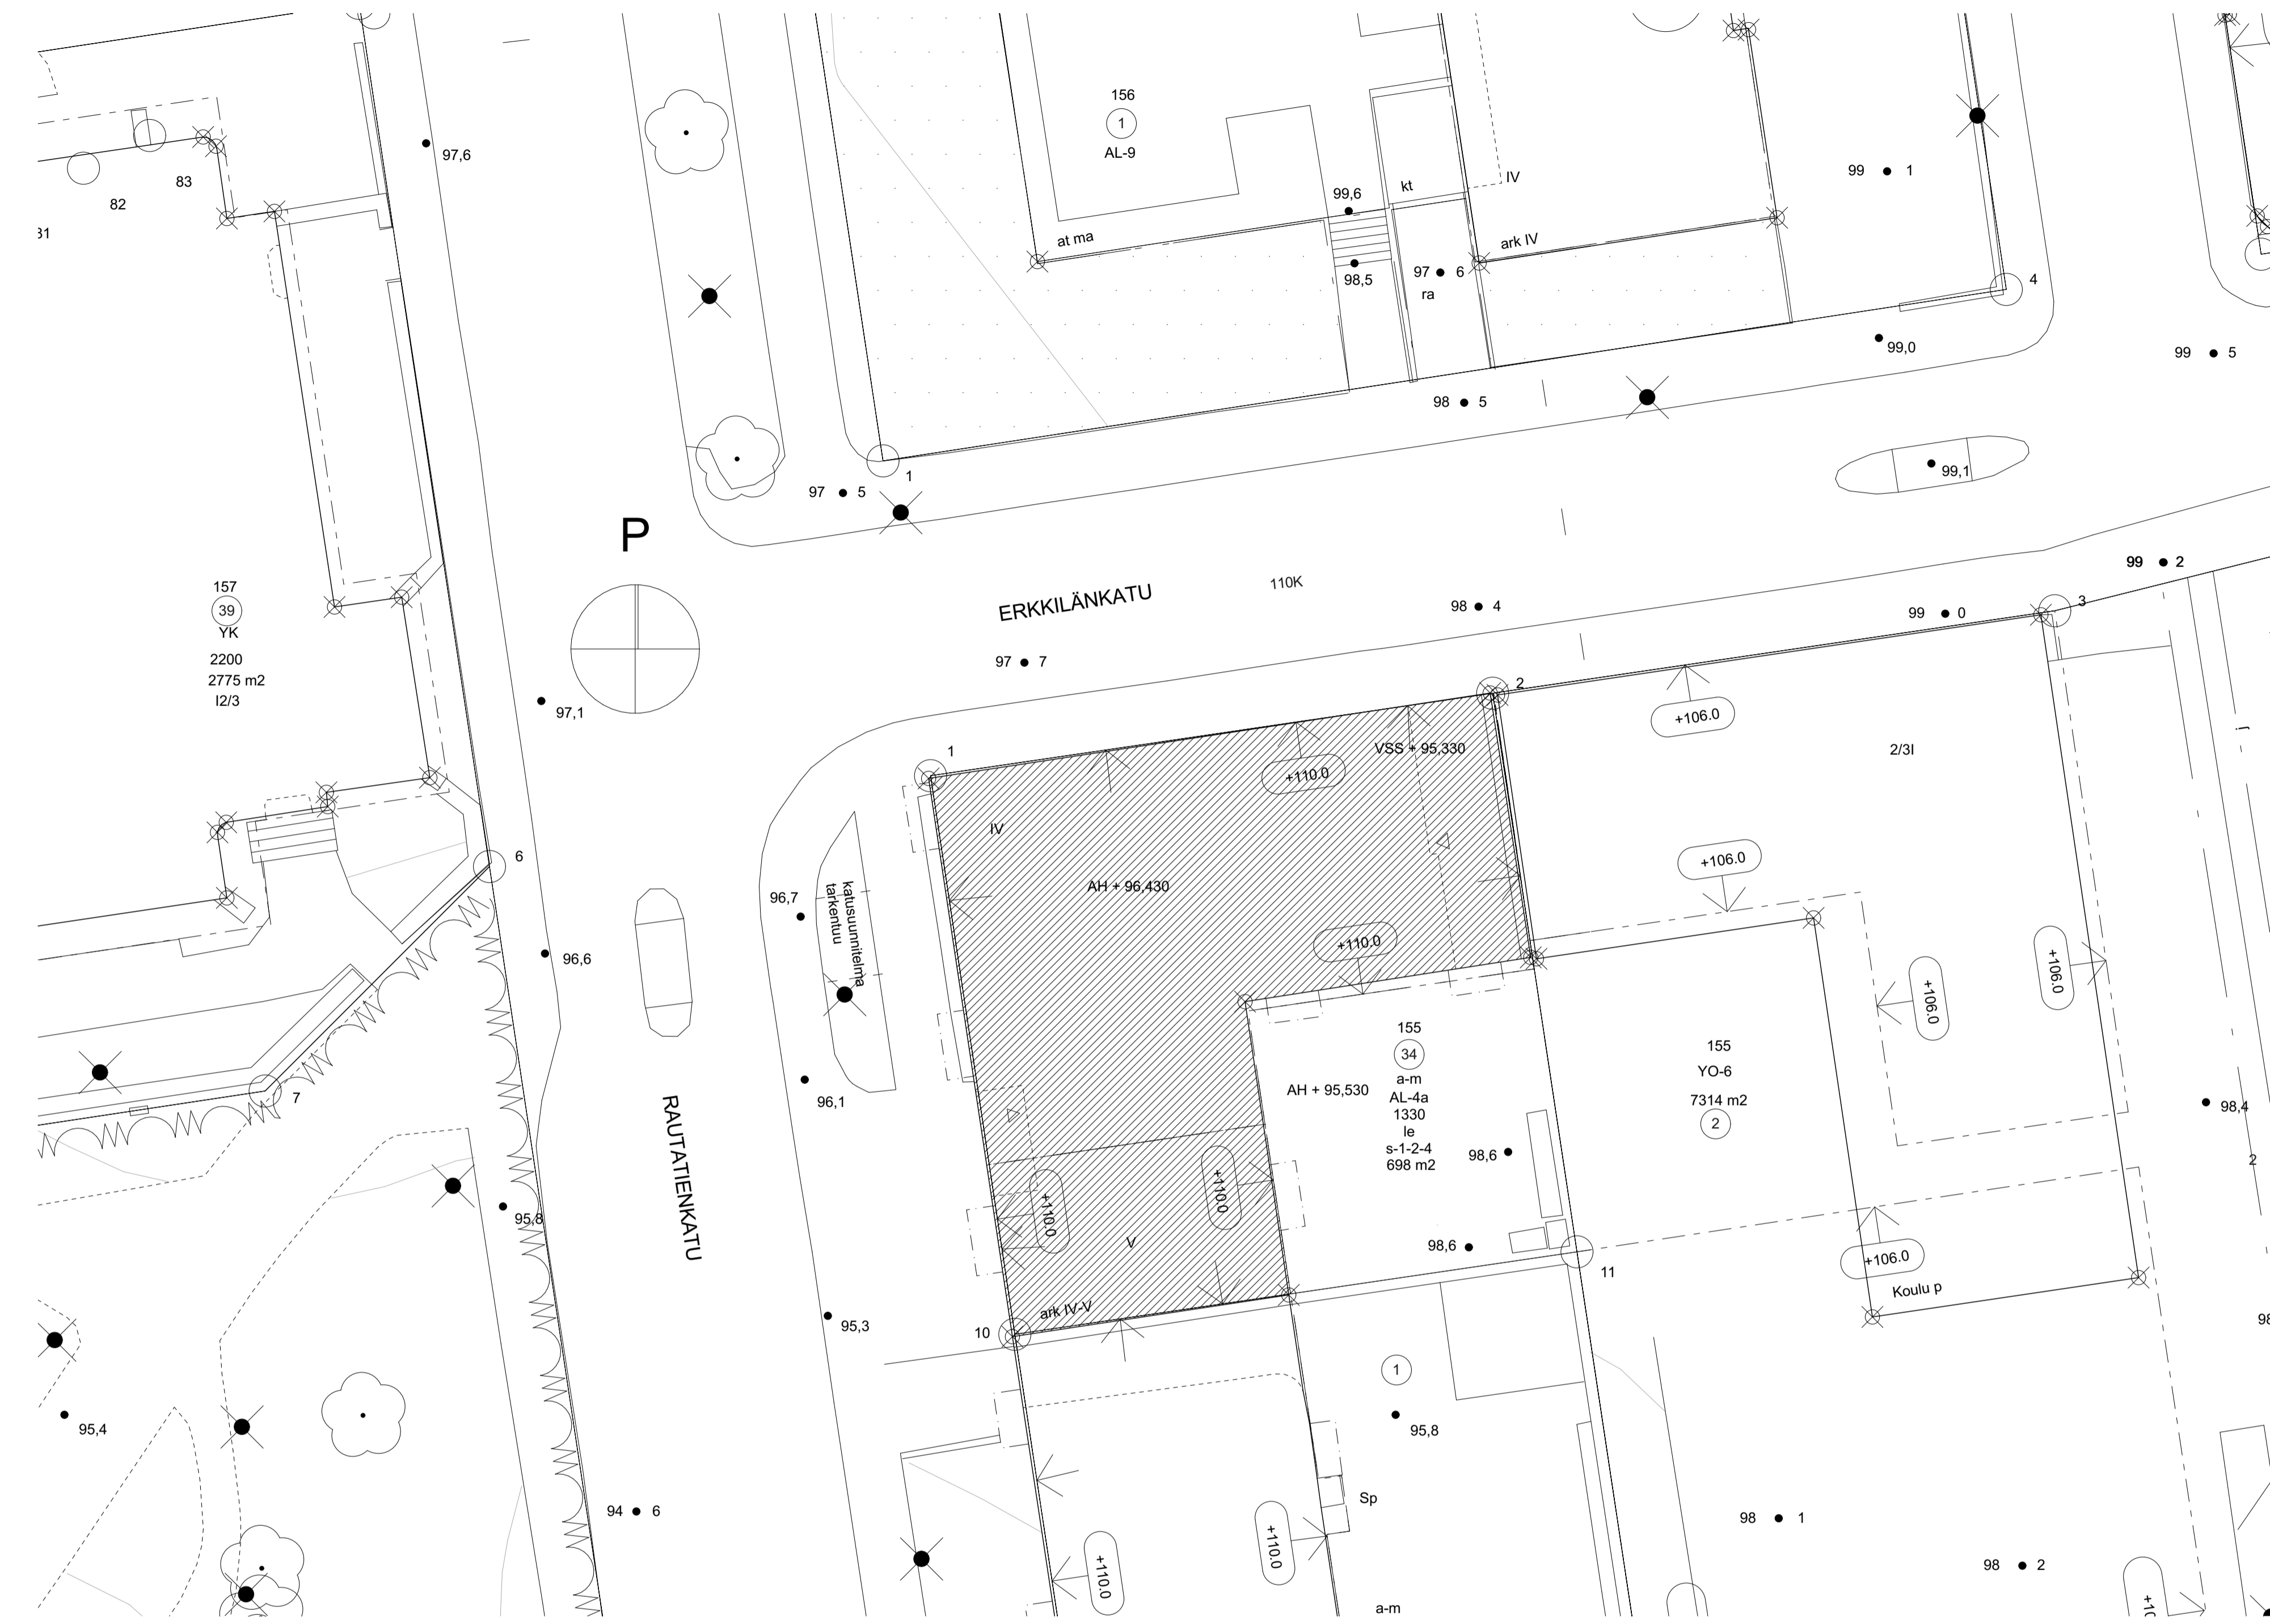 156
1
AL-9
97,6
83
82
99
1
99,6
kt
IV
at ma
ark IV
98,5
97
6
ra
4
99,0
99
5
98
5
1
97
5
99,1
P
157
39
YK
2200
2775 m2
I2/3
ERKKILÄNKATU
110K
98
4
99
2
99
0
3
97
7
97,1
2
+106.0
1
VSS + 95,330
+110.0
2/3I
IV
6
+106.0
96,7
katusuunnitelma
tarkentuu
AH + 96,430
+110.0
96,6
+106.0
+106.0
155
34
a-m
AL-4a
1330
le
s-1-2-4
698 m2
155
YO-6
7314 m2
2
7
96,1
AH + 95,530
98,4
RAUTATIENKATU
98,6
2
95,8
+110.0
+110.0
V
98,6
+106.0
11
Koulu p
ark IV-V
10
95,3
1
95,4
95,8
Sp
94
6
98
1
+110.0
+110.0
98
2
a-m